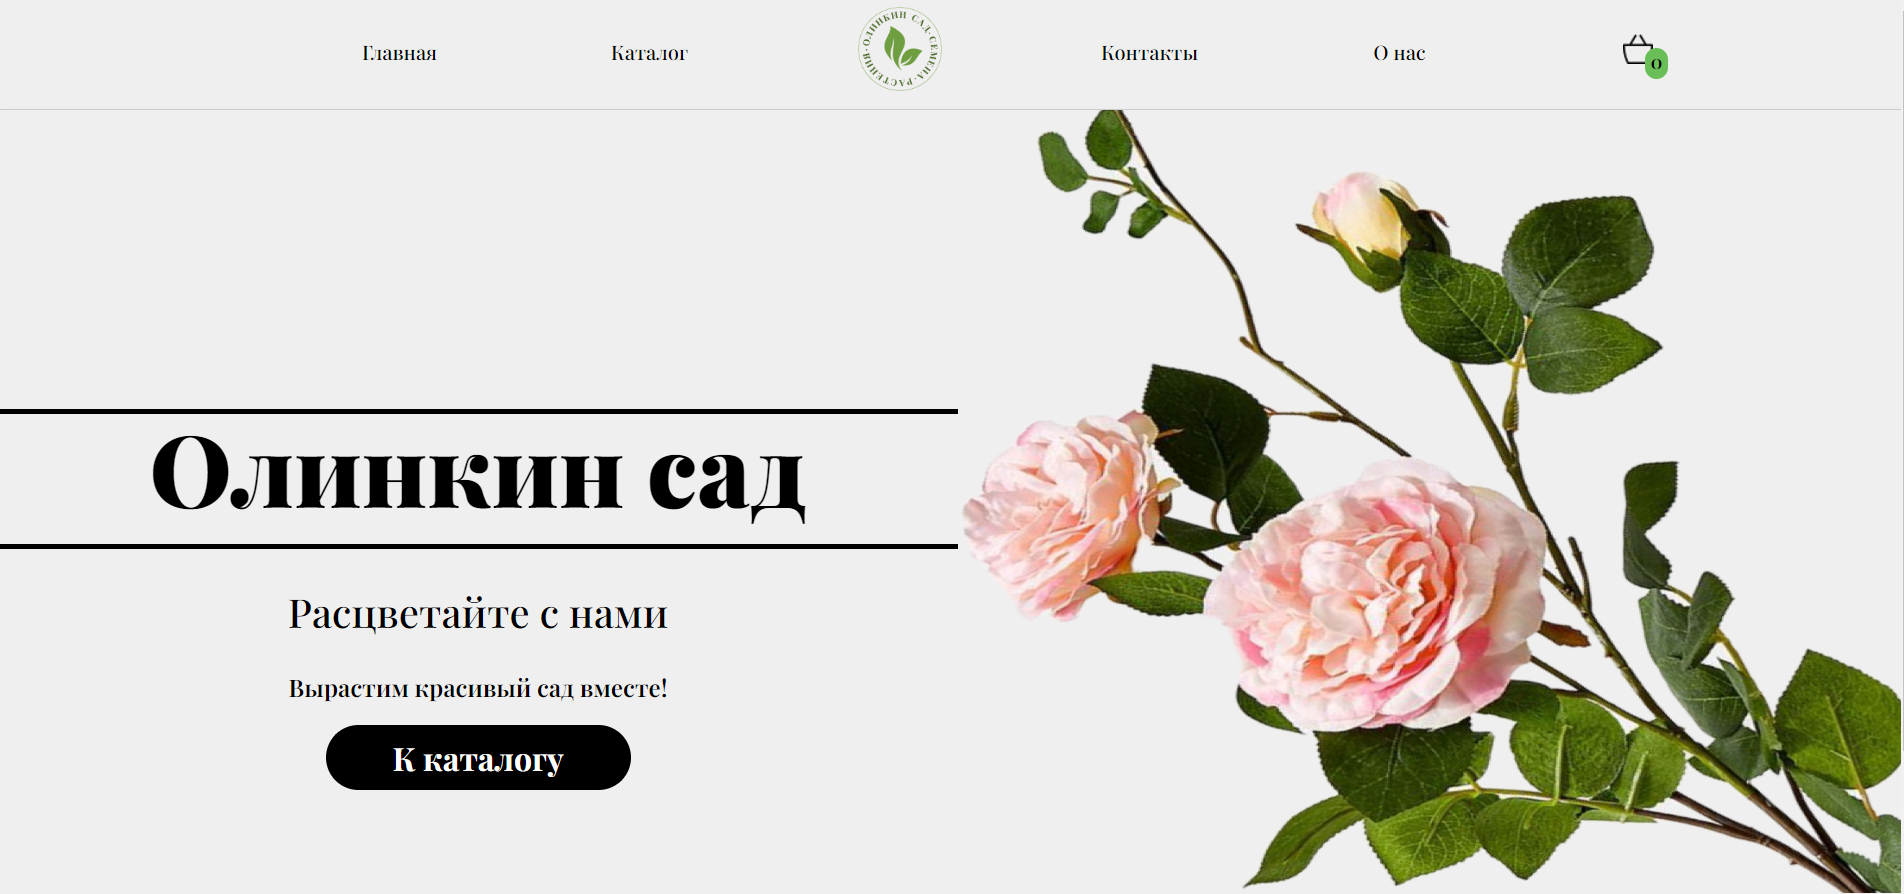 Главная
Каталог
ОЛИНКИН САД · СЕМЕНА · РАСТЕНИЯ ·
Контакты
О нас
0
Олинкин сад
Расцветайте с нами
Вырастим красивый сад вместе!
К каталогу